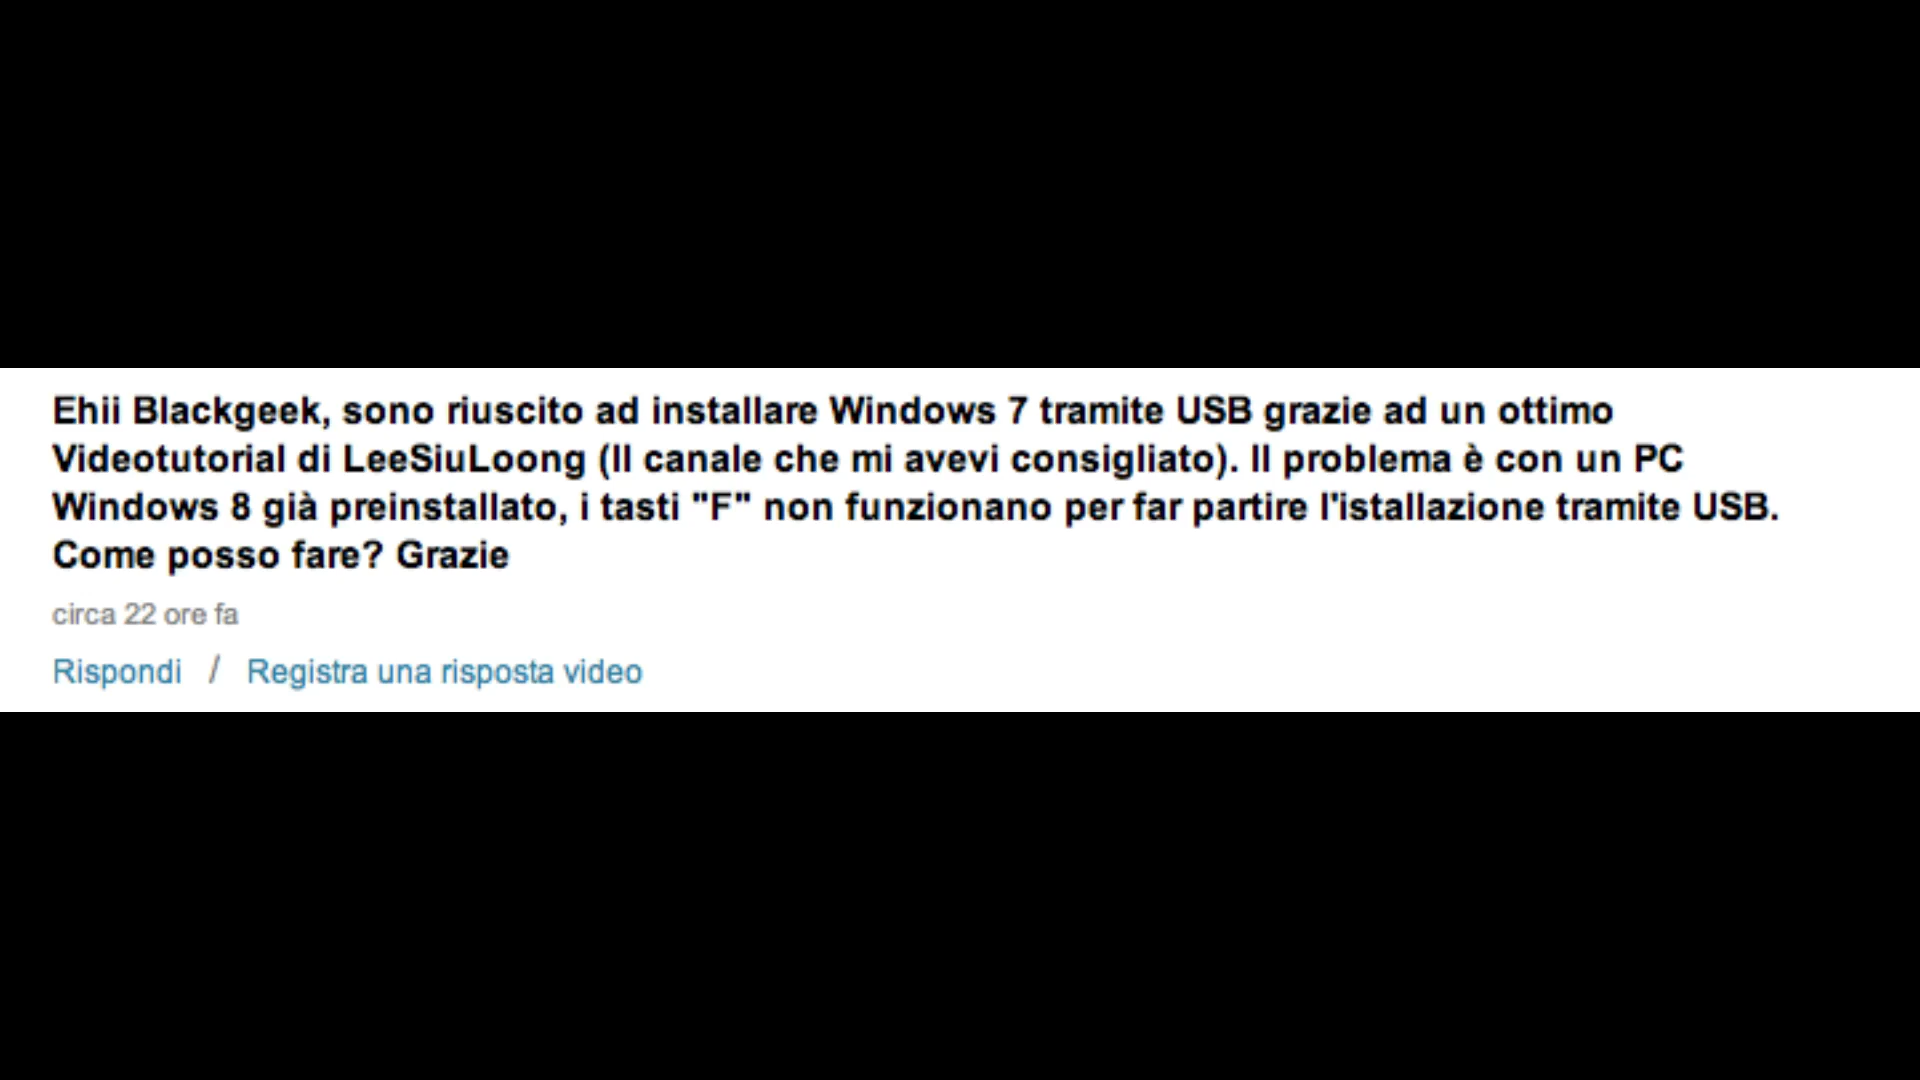 Ehii Blackgeek, sono riuscito ad installare Windows 7 tramite USB grazie ad un ottimo
Videotutorial di LeeSiuLoong (Il canale che mi avevi consigliato). Il problema è con un PC
Windows 8 già preinstallato, i tasti "F" non funzionano per far partire l'istallazione tramite USB.
Come posso fare? Grazie
circa 22 ore fa
Rispondi / Registra una risposta video